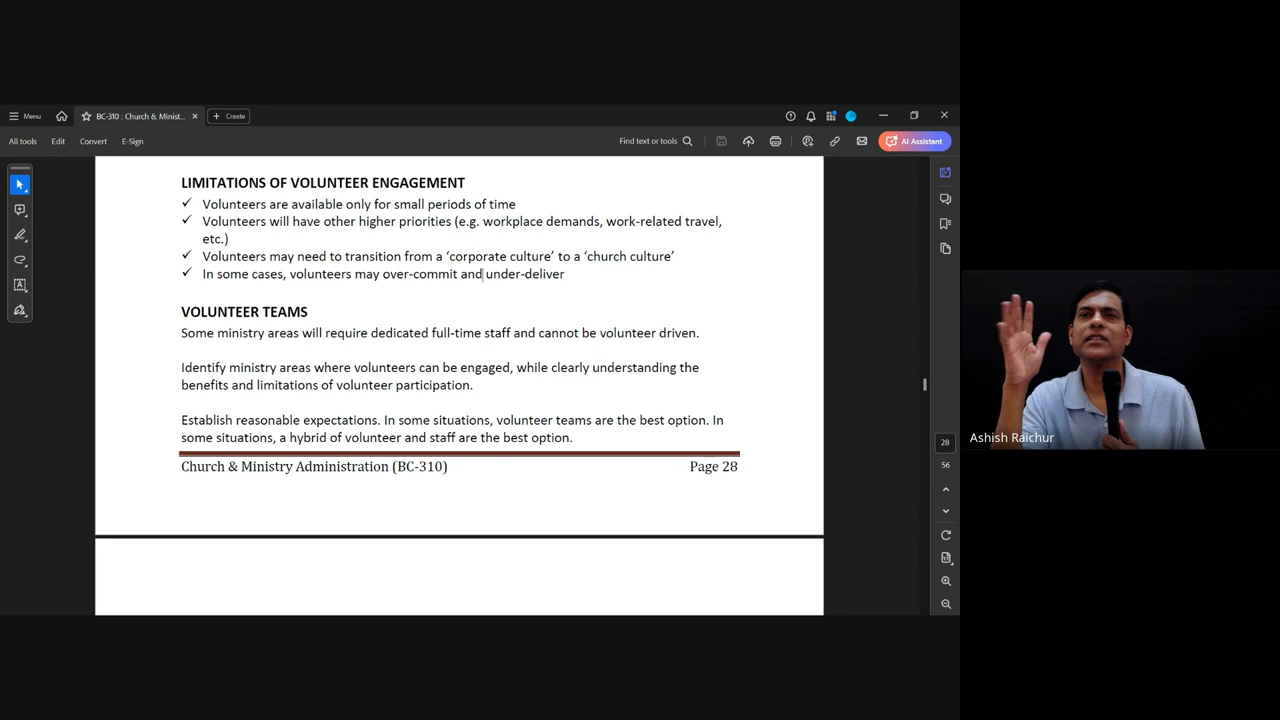 Menu
BC-310 : Church & Minist...
Create
All tools
Edit
Convert
E-Sign
Find text or tools
AI Assistant
LIMITATIONS OF VOLUNTEER ENGAGEMENT
✓ Volunteers are available only for small periods of time
✓ Volunteers will have other higher priorities (e.g. workplace demands, work-related travel,
etc.)
✓ Volunteers may need to transition from a ‘corporate culture’ to a ‘church culture’
✓ In some cases, volunteers may over-commit and under-deliver
VOLUNTEER TEAMS
Some ministry areas will require dedicated full-time staff and cannot be volunteer driven.
Identify ministry areas where volunteers can be engaged, while clearly understanding the
benefits and limitations of volunteer participation.
Establish reasonable expectations. In some situations, volunteer teams are the best option. In
some situations, a hybrid of volunteer and staff are the best option.
Church & Ministry Administration (BC-310) Page 28
28
56
Ashish Raichur